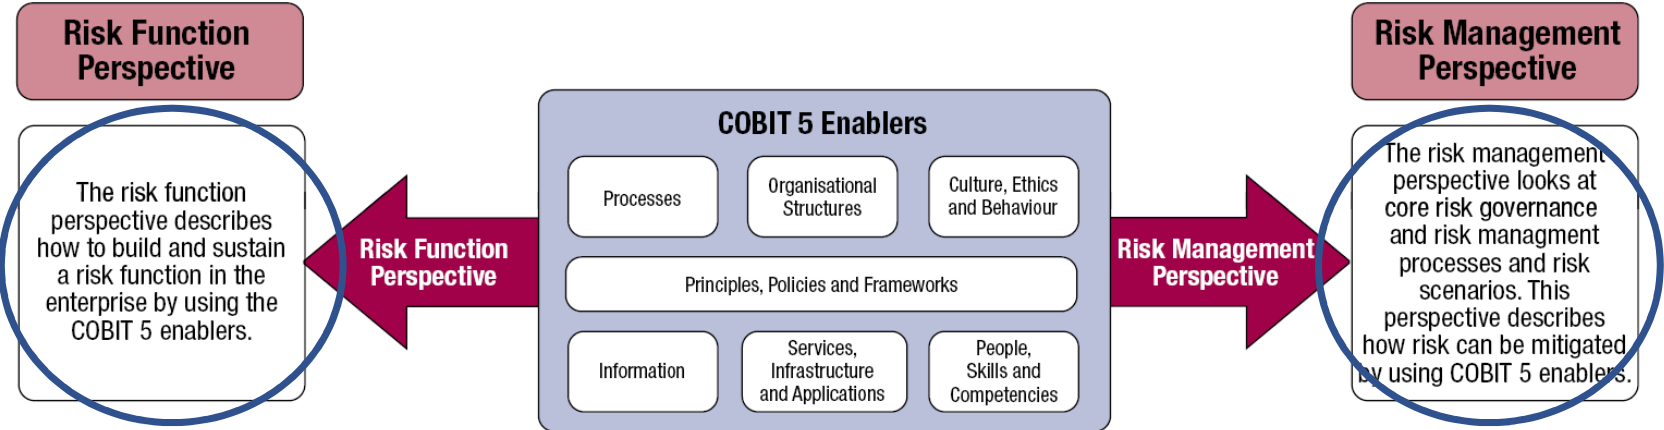 Risk Function
Perspective
The risk function
perspective describes
how to build and sustain
a risk function in the
enterprise by using the
COBIT 5 enablers.
Risk Function
Perspective
COBIT 5 Enablers
Processes
Organisational
Structures
Culture, Ethics
and Behaviour
Principles, Policies and Frameworks
Information
Services,
Infrastructure
and Applications
People,
Skills and
Competencies
Risk Management
Perspective
Risk Management
Perspective
The risk management
perspective looks at
core risk governance
and risk managment
processes and risk
scenarios. This
perspective describes
how risk can be mitigated
by using COBIT 5 enablers.